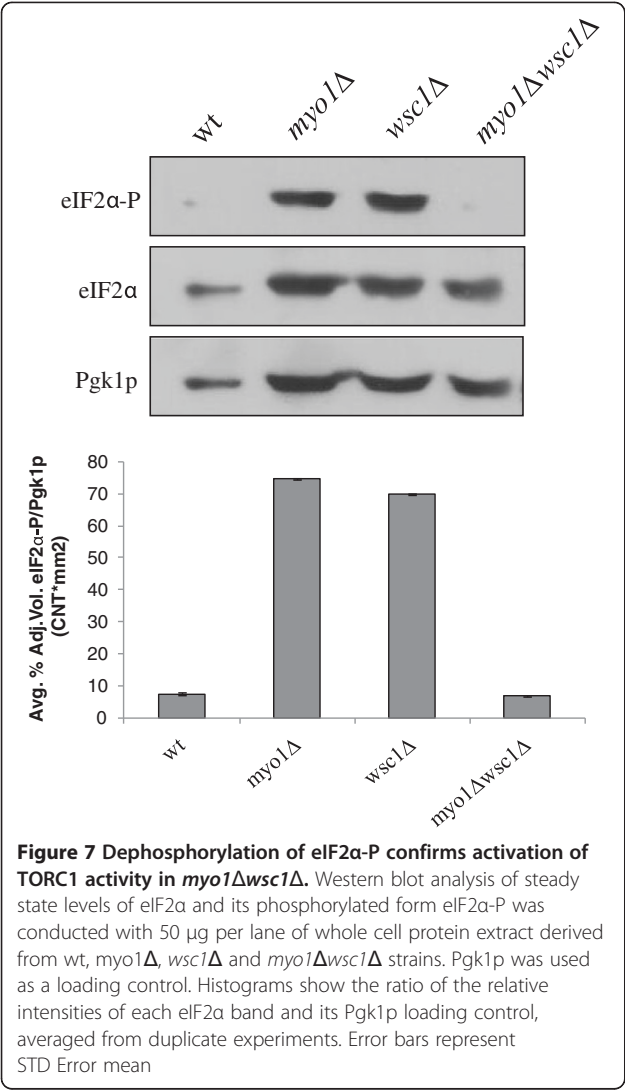 wt myo1Δ wsc1Δ myo1Δwsc1Δ
eIF2α-P
eIF2α
Pgk1p
Avg. % Adj.Vol. eIF2α-P/Pgk1p
(CNT*mm2)
80
70
60
50
40
30
20
10
0
wt myo1Δ wsc1Δ myo1Δwsc1Δ
Figure 7 Dephosphorylation of eIF2α-P confirms activation of
TORC1 activity in myo1Δwsc1Δ. Western blot analysis of steady
state levels of eIF2α and its phosphorylated form eIF2α-P was
conducted with 50 μg per lane of whole cell protein extract derived
from wt, myo1Δ, wsc1Δ and myo1Δwsc1Δ strains. Pgk1p was used
as a loading control. Histograms show the ratio of the relative
intensities of each eIF2α band and its Pgk1p loading control,
averaged from duplicate experiments. Error bars represent
STD Error mean